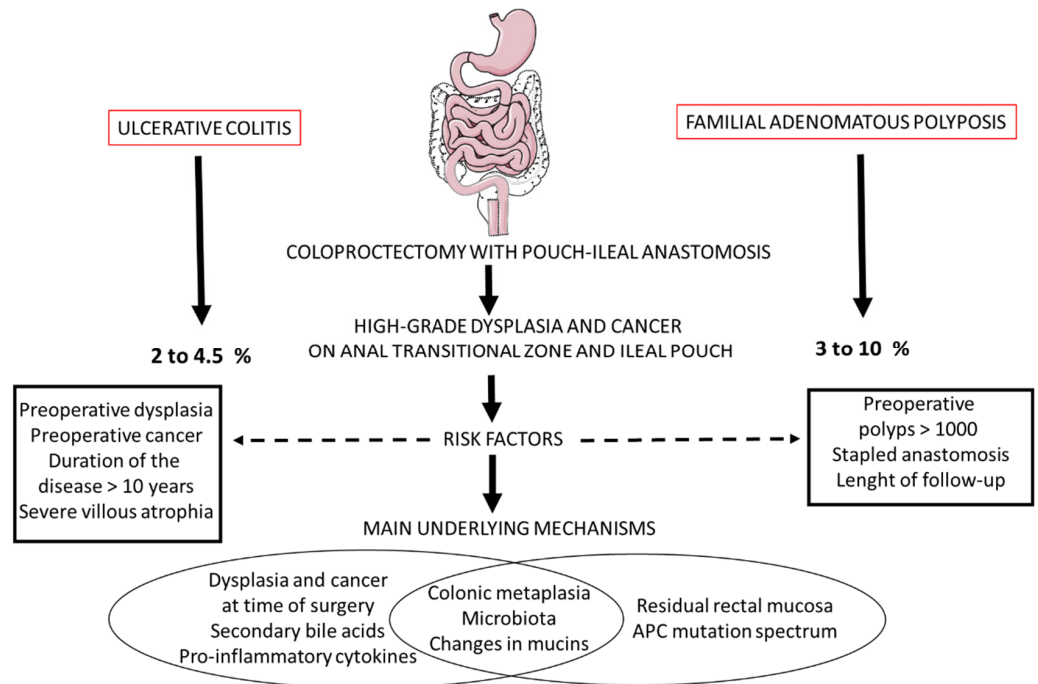 ULCERATIVE COLITIS
FAMILIAL ADENOMATOUS POLYPOSIS
COLOPROCTECTOMY WITH POUCH-ILEAL ANASTOMOSIS
HIGH-GRADE DYSPLASIA AND CANCER
ON ANAL TRANSITIONAL ZONE AND ILEAL POUCH
2 to 4.5 %
3 to 10 %
Preoperative dysplasia
Preoperative cancer
Duration of the
disease > 10 years
Severe villous atrophia
RISK FACTORS
Preoperative
polyps > 1000
Stapled anastomosis
Lenght of follow-up
MAIN UNDERLYING MECHANISMS
Dysplasia and cancer
at time of surgery
Secondary bile acids
Pro-inflammatory cytokines
Colonic metaplasia
Microbiota
Changes in mucins
Residual rectal mucosa
APC mutation spectrum